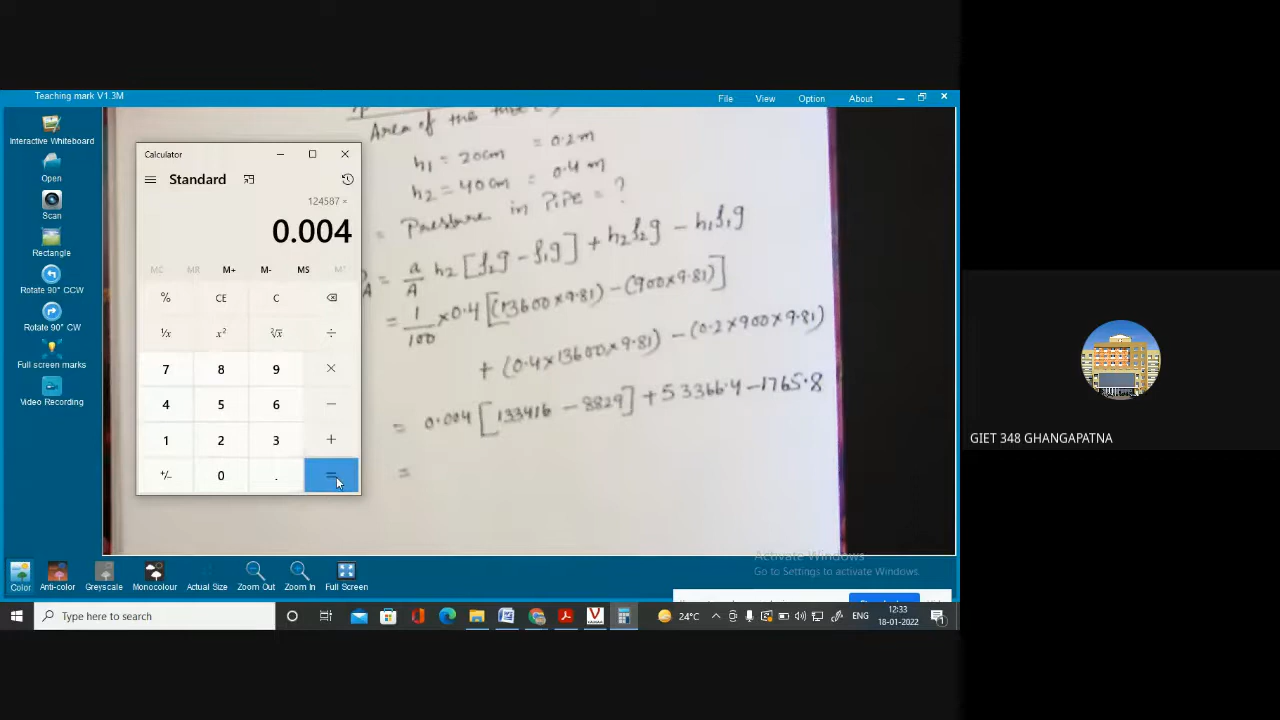 Teaching mark V1.3M
File View Option About
Interactive Whiteboard
Open
Scan
Rectangle
Rotate 90° CCW
Rotate 90° CW
Full screen marks
Video Recording
Calculator
Standard
124587 ×
0.004
MC MR M+ M- MS M˅
% CE C
¹/x x² ²√x ÷
7 8 9 ×
4 5 6 −
1 2 3 +
+/− 0 . =
Area of the
h1 = 20cm = 0.2m
h2 = 40cm = 0.4 m
= Pressure in Pipe = ?
A = a/A h2 [ρ2g - ρ1g] + h2ρ2g - h1ρ1g
= 1/100 × 0.4 [(13600×9.81) - (900×9.81)]
+ (0.4×13600×9.81) - (0.2×900×9.81)
= 0.004 [133416 - 8829] + 53366.4 - 1765.8
=
GIET 348 GHANGAPATNA
Activate Windows
Go to Settings to activate Windows.
Color Anti-color Greyscale Monocolour Actual Size Zoom Out Zoom In Full Screen
Type here to search
24°C
ENG
12:33
18-01-2022